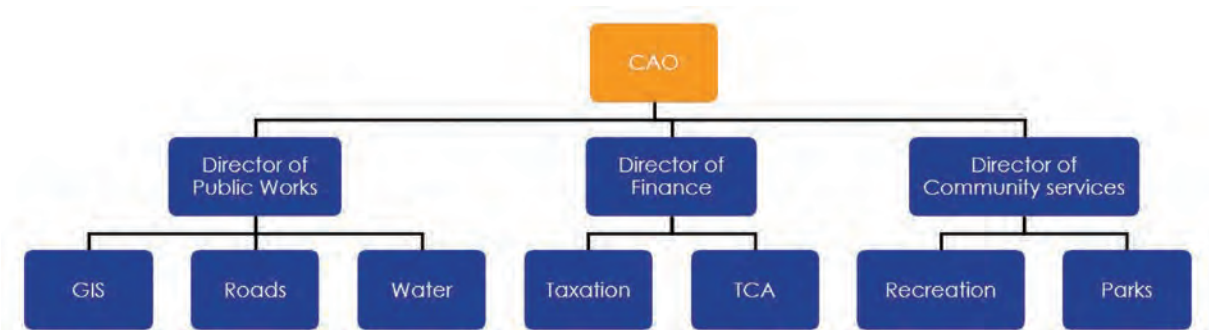 CAO
Director of
Public Works
Director of
Finance
Director of
Community services
GIS
Roads
Water
Taxation
TCA
Recreation
Parks